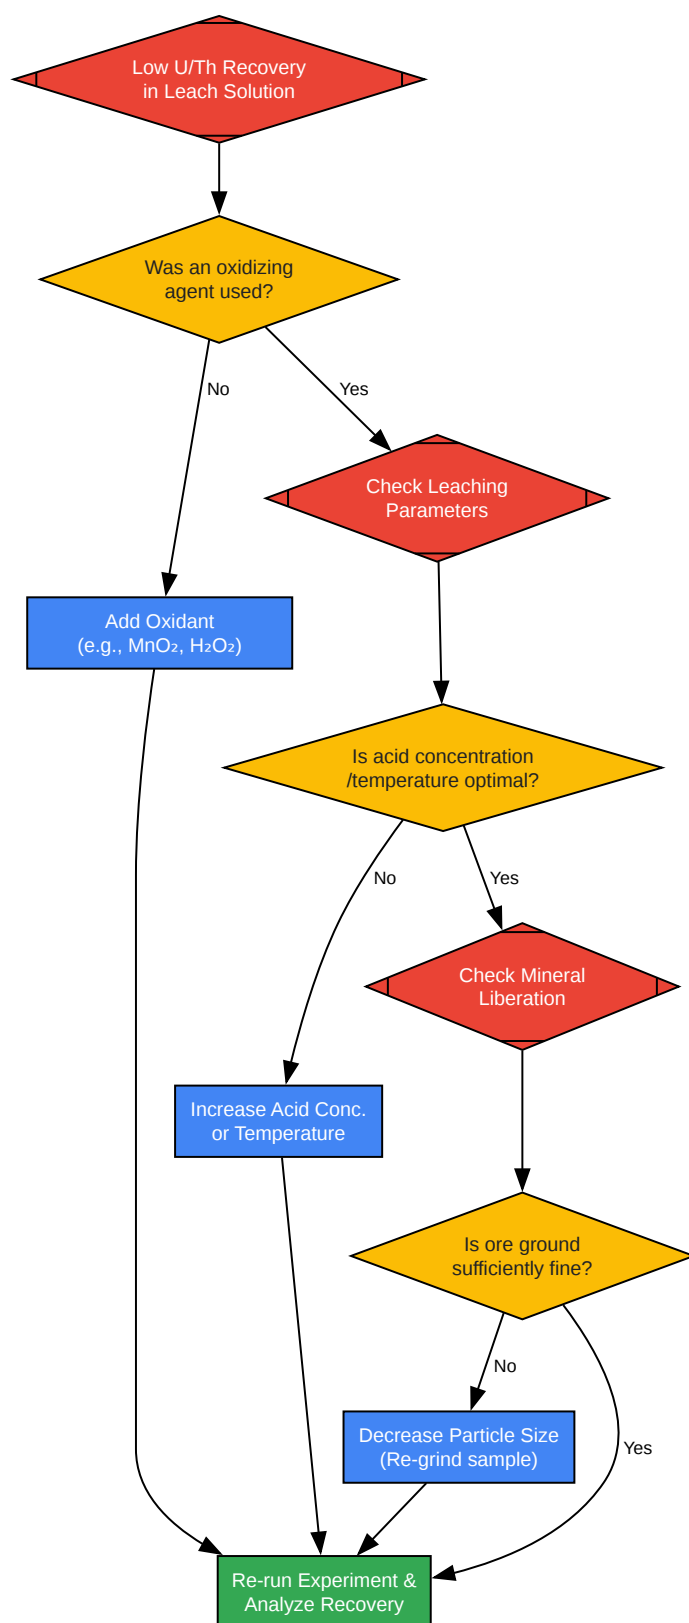 Low U/Th Recovery
in Leach Solution
Was an oxidizing
agent used?
No
Yes
Check Leaching
Parameters
Add Oxidant
(e.g., MnO₂, H₂O₂)
Is acid concentration
/temperature optimal?
No
Yes
Check Mineral
Liberation
Increase Acid Conc.
or Temperature
Is ore ground
sufficiently fine?
No
Decrease Particle Size
(Re-grind sample)
Yes
Re-run Experiment &
Analyze Recovery